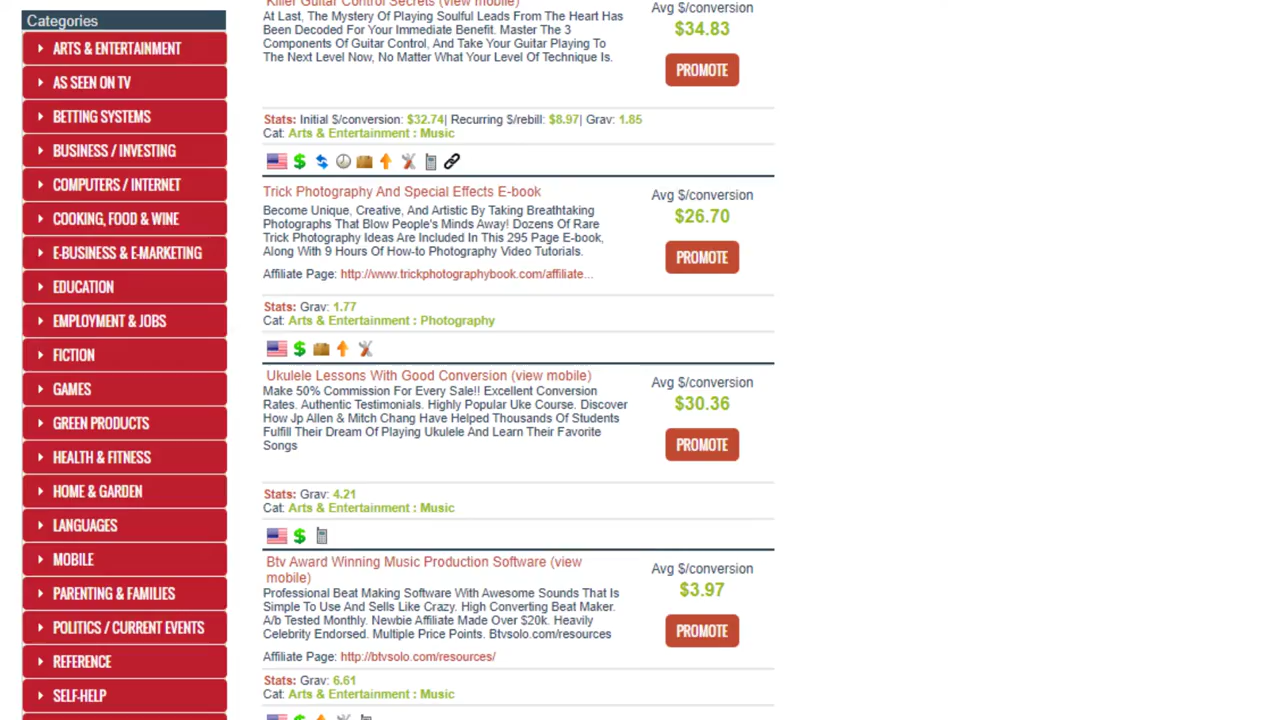 Categories
ARTS & ENTERTAINMENT
AS SEEN ON TV
BETTING SYSTEMS
BUSINESS / INVESTING
COMPUTERS / INTERNET
COOKING, FOOD & WINE
E-BUSINESS & E-MARKETING
EDUCATION
EMPLOYMENT & JOBS
FICTION
GAMES
GREEN PRODUCTS
HEALTH & FITNESS
HOME & GARDEN
LANGUAGES
MOBILE
PARENTING & FAMILIES
POLITICS / CURRENT EVENTS
REFERENCE
SELF-HELP
Killer Guitar Control Secrets (view mobile)
At Last, The Mystery Of Playing Soulful Leads From The Heart Has
Been Decoded For Your Immediate Benefit. Master The 3
Components Of Guitar Control, And Take Your Guitar Playing To
The Next Level Now, No Matter What Your Level Of Technique Is.
Avg $/conversion
$34.83
PROMOTE
Stats: Initial $/conversion: $32.74| Recurring $/rebill: $8.97| Grav: 1.85
Cat: Arts & Entertainment : Music
Trick Photography And Special Effects E-book
Become Unique, Creative, And Artistic By Taking Breathtaking
Photographs That Blow People's Minds Away! Dozens Of Rare
Trick Photography Ideas Are Included In This 295 Page E-book,
Along With 9 Hours Of How-to Photography Video Tutorials.
Affiliate Page: http://www.trickphotographybook.com/affiliate...
Avg $/conversion
$26.70
PROMOTE
Stats: Grav: 1.77
Cat: Arts & Entertainment : Photography
Ukulele Lessons With Good Conversion (view mobile)
Make 50% Commission For Every Sale!! Excellent Conversion
Rates. Authentic Testimonials. Highly Popular Uke Course. Discover
How Jp Allen & Mitch Chang Have Helped Thousands Of Students
Fulfill Their Dream Of Playing Ukulele And Learn Their Favorite
Songs
Avg $/conversion
$30.36
PROMOTE
Stats: Grav: 4.21
Cat: Arts & Entertainment : Music
Btv Award Winning Music Production Software (view
mobile)
Professional Beat Making Software With Awesome Sounds That Is
Simple To Use And Sells Like Crazy. High Converting Beat Maker.
A/b Tested Monthly. Newbie Affiliate Made Over $20k. Heavily
Celebrity Endorsed. Multiple Price Points. Btvsolo.com/resources
Affiliate Page: http://btvsolo.com/resources/
Avg $/conversion
$3.97
PROMOTE
Stats: Grav: 6.61
Cat: Arts & Entertainment : Music